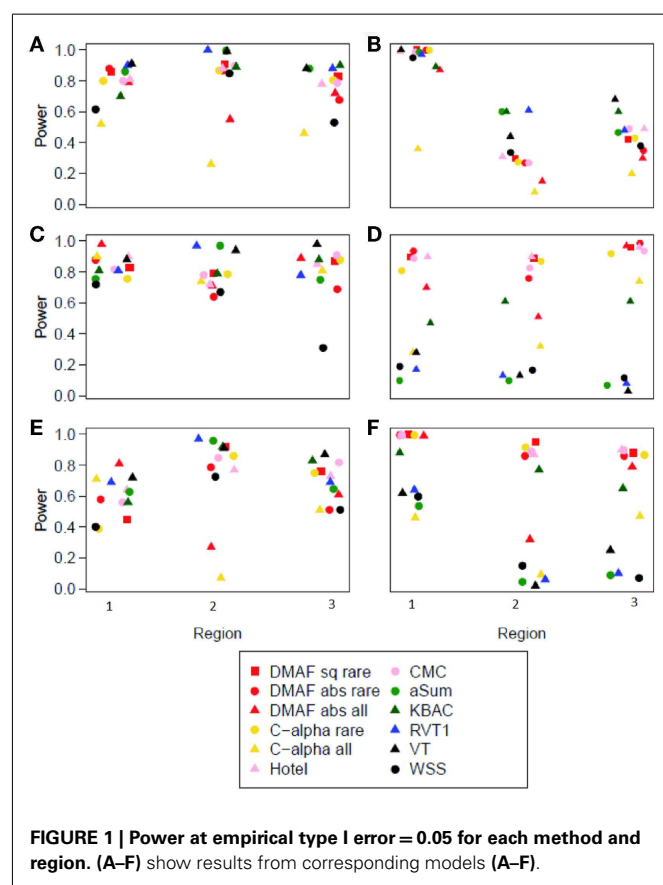 A
B
Power
1.0
0.8
0.6
0.4
0.2
0.0
C
D
Power
1.0
0.8
0.6
0.4
0.2
0.0
E
F
Power
1.0
0.8
0.6
0.4
0.2
0.0
1 2 3
1 2 3
Region
Region
DMAF sq rare
DMAF abs rare
DMAF abs all
C−alpha rare
C−alpha all
Hotel
CMC
aSum
KBAC
RVT1
VT
WSS
FIGURE 1 | Power at empirical type I error = 0.05 for each method and
region. (A–F) show results from corresponding models (A–F).